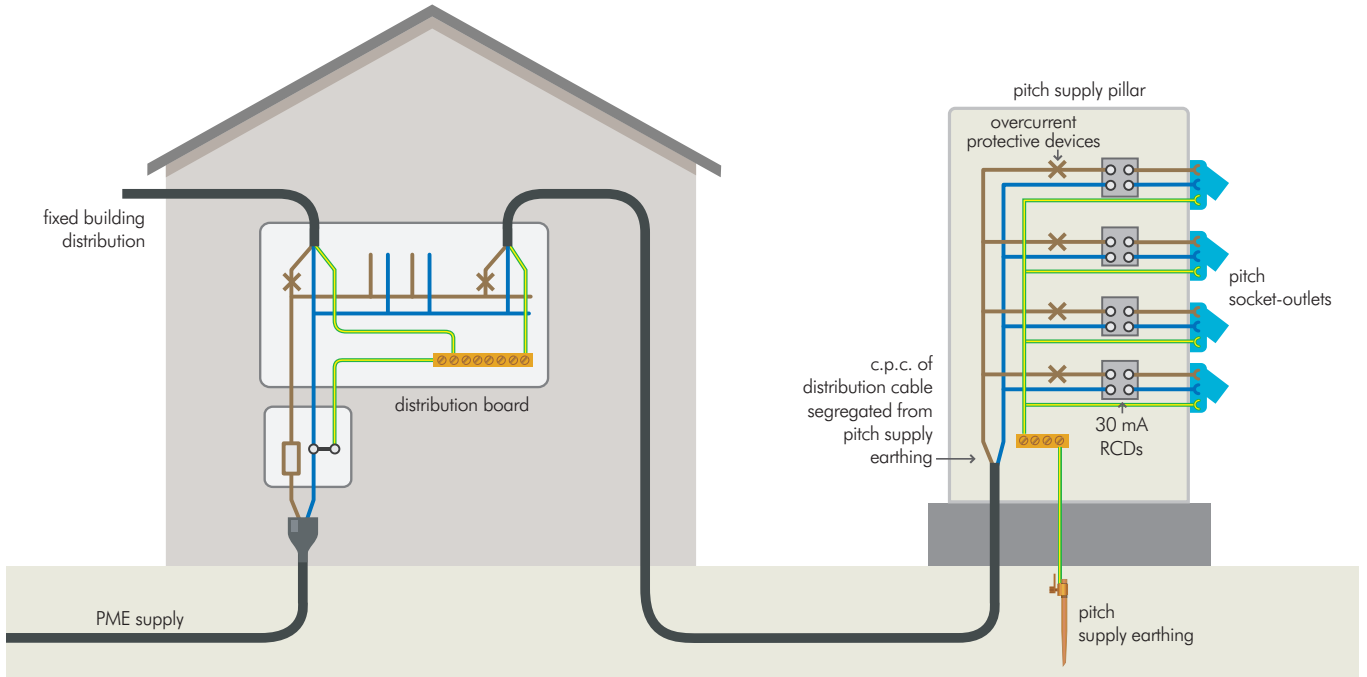 fixed building
distribution
distribution board
PME supply
pitch supply pillar
overcurrent
protective devices
pitch
socket-outlets
c.p.c. of
distribution cable
segregated from
pitch supply
earthing
30 mA
RCDs
pitch
supply earthing